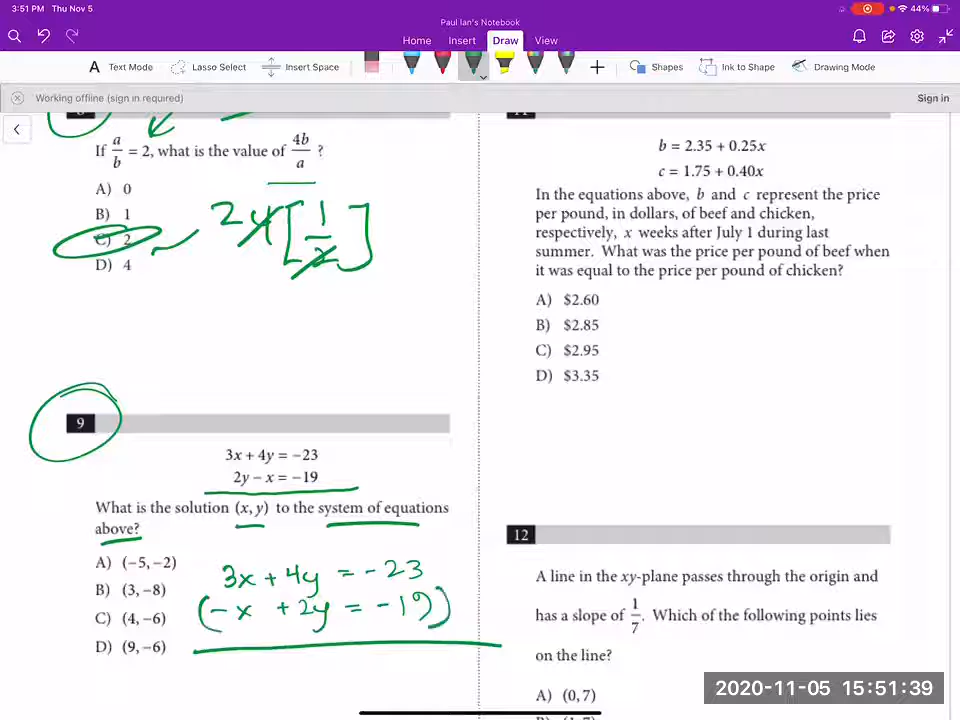 3:51 PM Thu Nov 5
44%
Paul Ian's Notebook
Home Insert Draw View
A Text Mode Lasso Select Insert Space Shapes Ink to Shape Drawing Mode
Working offline (sign in required) Sign in
If a/b = 2, what is the value of 4b/a ?
A) 0
B) 1
C) 2
D) 4
2 4 [ 1/2 ]
9
3x + 4y = −23
2y − x = −19
What is the solution (x, y) to the system of equations
above?
A) (−5, −2)
B) (3, −8)
C) (4, −6)
D) (9, −6)
3x + 4y = -23
(-x + 2y = -19)
11
b = 2.35 + 0.25x
c = 1.75 + 0.40x
In the equations above, b and c represent the price
per pound, in dollars, of beef and chicken,
respectively, x weeks after July 1 during last
summer. What was the price per pound of beef when
it was equal to the price per pound of chicken?
A) $2.60
B) $2.85
C) $2.95
D) $3.35
12
A line in the xy-plane passes through the origin and
has a slope of 1/7. Which of the following points lies
on the line?
A) (0, 7)
2020-11-05 15:51:39